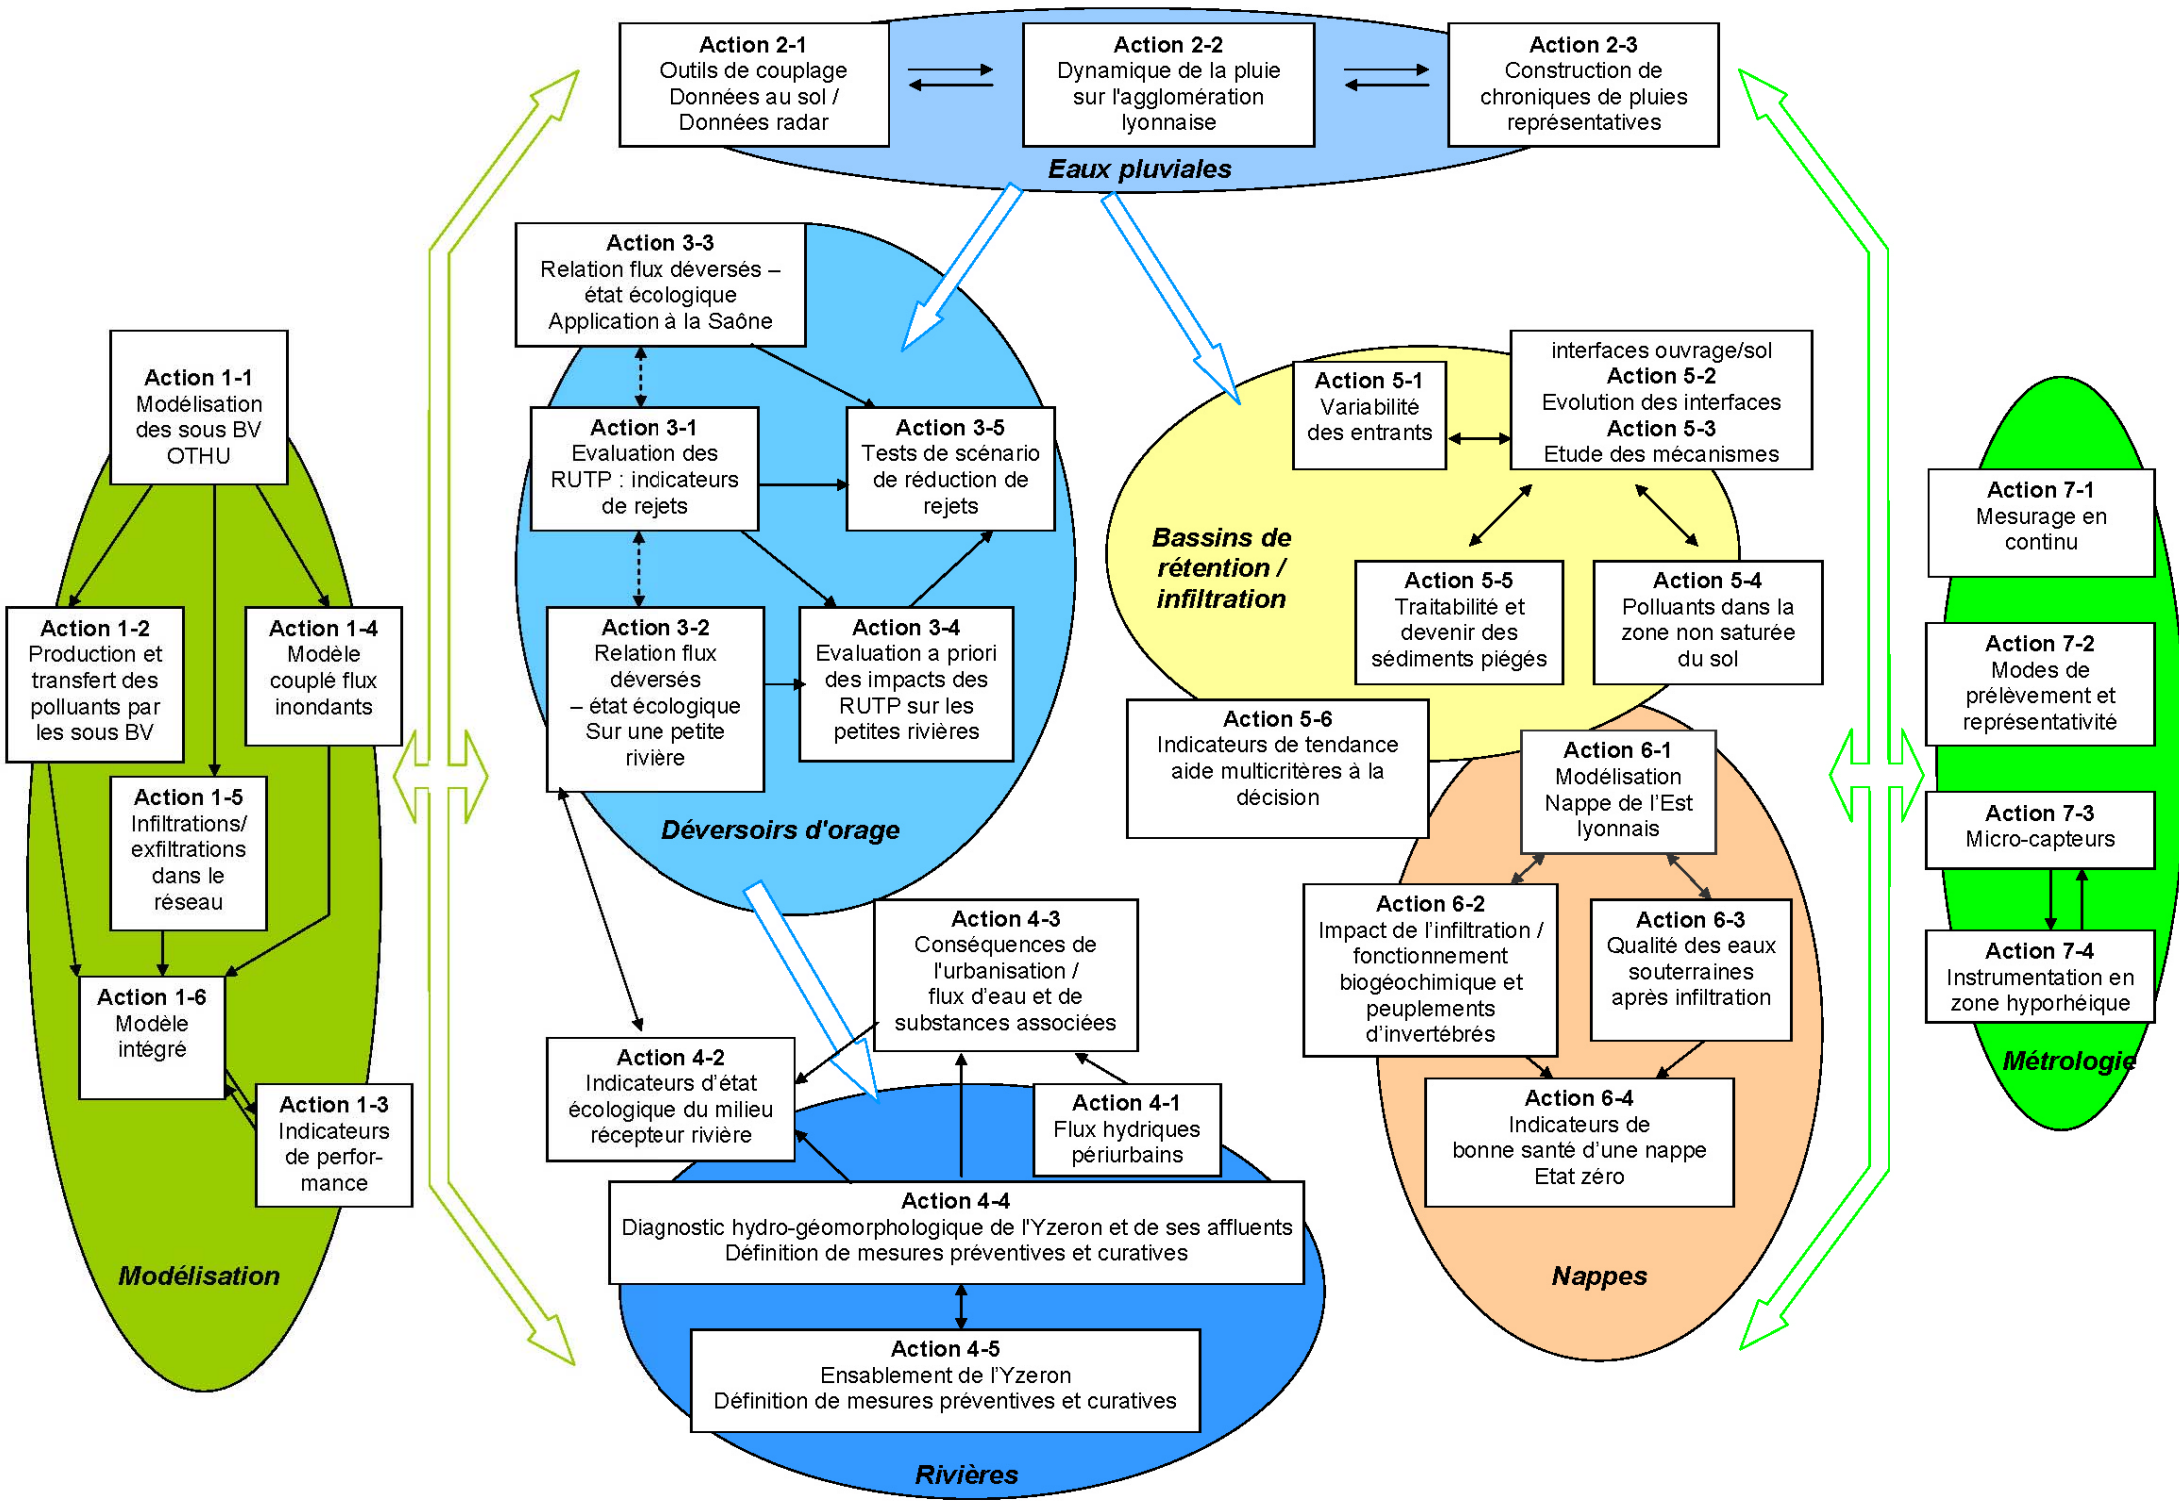 Action 2-1
Outils de couplage
Données au sol /
Données radar
Action 2-2
Dynamique de la pluie
sur l'agglomération
lyonnaise
Action 2-3
Construction de
chroniques de pluies
représentatives
Eaux pluviales
Action 3-3
Relation flux déversés –
état écologique
Application à la Saône
Action 3-1
Evaluation des
RUTP : indicateurs
de rejets
Action 3-5
Tests de scénario
de réduction de
rejets
Action 3-2
Relation flux
déversés
– état écologique
Sur une petite
rivière
Action 3-4
Evaluation a priori
des impacts des
RUTP sur les
petites rivières
Déversoirs d'orage
Action 1-1
Modélisation
des sous BV
OTHU
Action 1-2
Production et
transfert des
polluants par
les sous BV
Action 1-4
Modèle
couplé flux
inondants
Action 1-5
Infiltrations/
exfiltrations
dans le
réseau
Action 1-6
Modèle
intégré
Action 1-3
Indicateurs
de perfor-
mance
Modélisation
Action 5-1
Variabilité
des entrants
interfaces ouvrage/sol
Action 5-2
Evolution des interfaces
Action 5-3
Etude des mécanismes
Bassins de
rétention /
infiltration
Action 5-5
Traitabilité et
devenir des
sédiments piégés
Action 5-4
Polluants dans la
zone non saturée
du sol
Action 5-6
Indicateurs de tendance
aide multicritères à la
décision
Action 6-1
Modélisation
Nappe de l'Est
lyonnais
Action 6-2
Impact de l'infiltration /
fonctionnement
biogéochimique et
peuplements
d'invertébrés
Action 6-3
Qualité des eaux
souterraines
après infiltration
Action 6-4
Indicateurs de
bonne santé d'une nappe
Etat zéro
Nappes
Action 4-3
Conséquences de
l'urbanisation /
flux d'eau et de
substances associées
Action 4-2
Indicateurs d'état
écologique du milieu
récepteur rivière
Action 4-1
Flux hydriques
périurbains
Action 4-4
Diagnostic hydro-géomorphologique de l'Yzeron et de ses affluents
Définition de mesures préventives et curatives
Action 4-5
Ensablement de l'Yzeron
Définition de mesures préventives et curatives
Rivières
Action 7-1
Mesurage en
continu
Action 7-2
Modes de
prélèvement et
représentativité
Action 7-3
Micro-capteurs
Action 7-4
Instrumentation en
zone hyporhéique
Métrologie